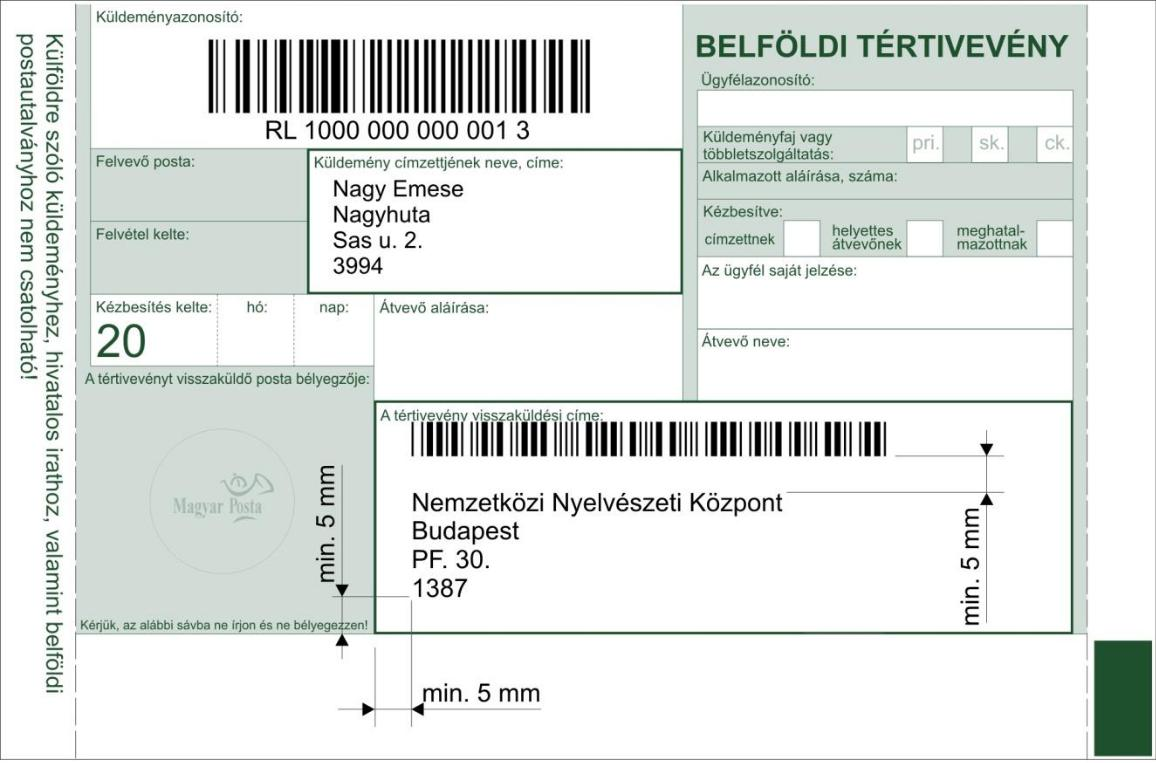 Külföldre szóló küldeményhez, hivatalos irathoz, valamint belföldi
postautalványhoz nem csatolható!
Küldeményazonosító:
RL 1000 000 000 001 3
BELFÖLDI TÉRTIVEVÉNY
Ügyfélazonosító:
Küldeményfaj vagy
többletszolgáltatás:
pri.
sk.
ck.
Alkalmazott aláírása, száma:
Felvevő posta:
Küldemény címzettjének neve, címe:
Nagy Emese
Nagyhuta
Sas u. 2.
3994
Kézbesítve:
címzettnek
helyettes
átvevőnek
meghatal-
mazottnak
Felvétel kelte:
Az ügyfél saját jelzése:
Kézbesítés kelte:
hó:
nap:
20
Átvevő aláírása:
Átvevő neve:
A tértivevényt visszaküldő posta bélyegzője:
Magyar Posta
A tértivevény visszaküldési címe:
Nemzetközi Nyelvészeti Központ
Budapest
PF. 30.
1387
min. 5 mm
min. 5 mm
Kérjük, az alábbi sávba ne írjon és ne bélyegezzen!
min. 5 mm